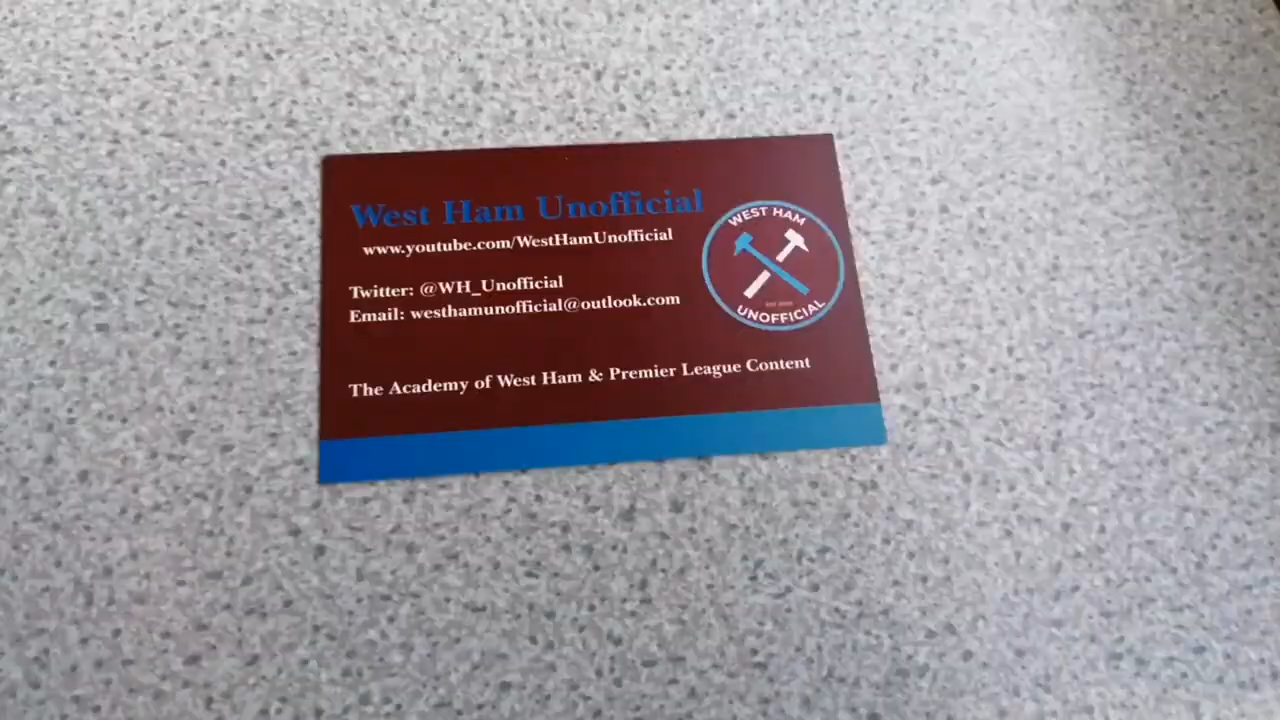 West Ham Unofficial
www.youtube.com/WestHamUnofficial
Twitter: @WH_Unofficial
Email: westhamunofficial@outlook.com
The Academy of West Ham & Premier League Content
WEST HAM
UNOFFICIAL